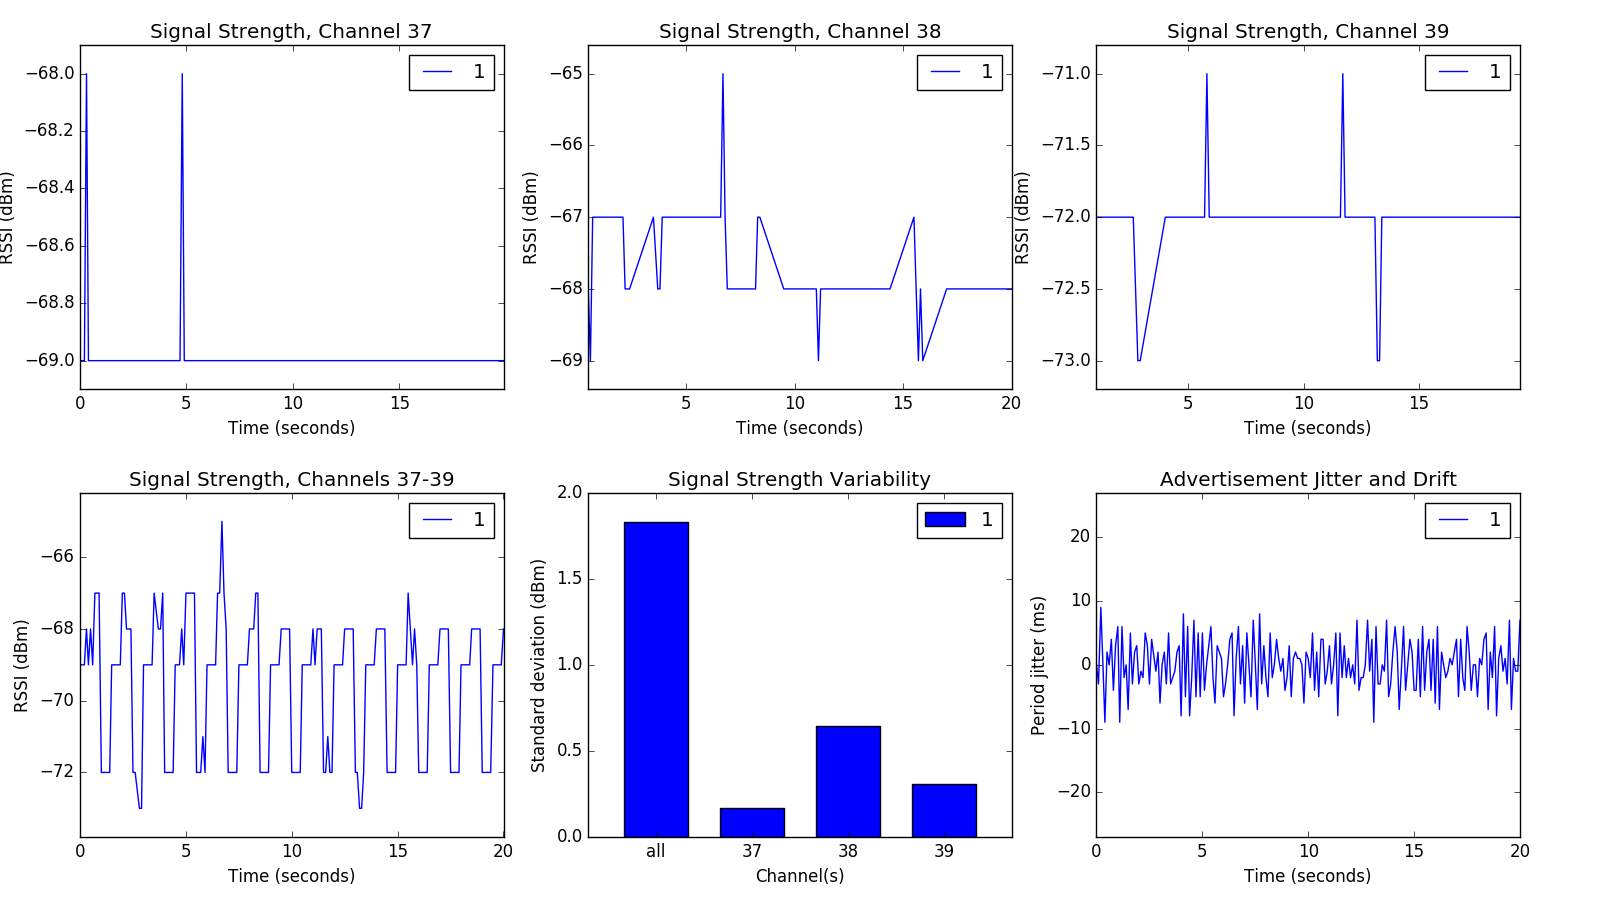 Signal Strength, Channel 37
1
RSSI (dBm)
−68.0
−68.2
−68.4
−68.6
−68.8
−69.0
0 5 10 15
Time (seconds)
Signal Strength, Channel 38
1
RSSI (dBm)
−65
−66
−67
−68
−69
5 10 15 20
Time (seconds)
Signal Strength, Channel 39
1
RSSI (dBm)
−71.0
−71.5
−72.0
−72.5
−73.0
5 10 15
Time (seconds)
Signal Strength, Channels 37-39
1
RSSI (dBm)
−66
−68
−70
−72
0 5 10 15 20
Time (seconds)
Signal Strength Variability
1
Standard deviation (dBm)
2.0
1.5
1.0
0.5
0.0
all 37 38 39
Channel(s)
Advertisement Jitter and Drift
1
Period jitter (ms)
20
10
0
−10
−20
0 5 10 15 20
Time (seconds)